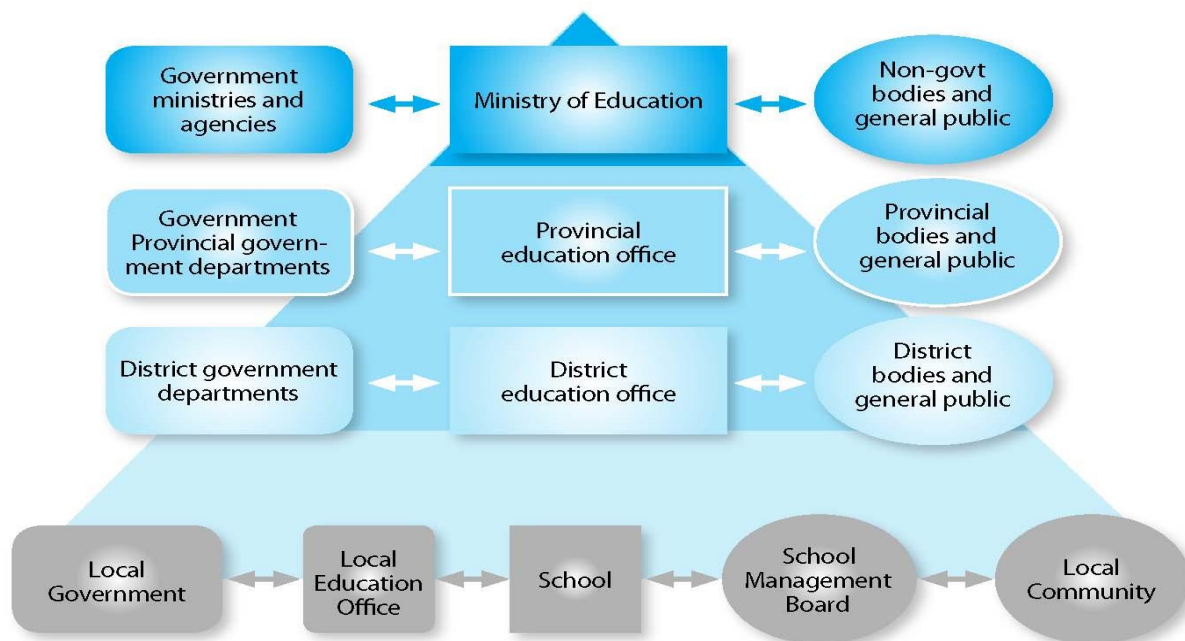 Government
ministries and
agencies
Ministry of Education
Non-govt
bodies and
general public
Government
Provincial govern-
ment departments
Provincial
education office
Provincial
bodies and
general public
District government
departments
District
education office
District
bodies and
general public
Local
Government
Local
Education
Office
School
School
Management
Board
Local
Community